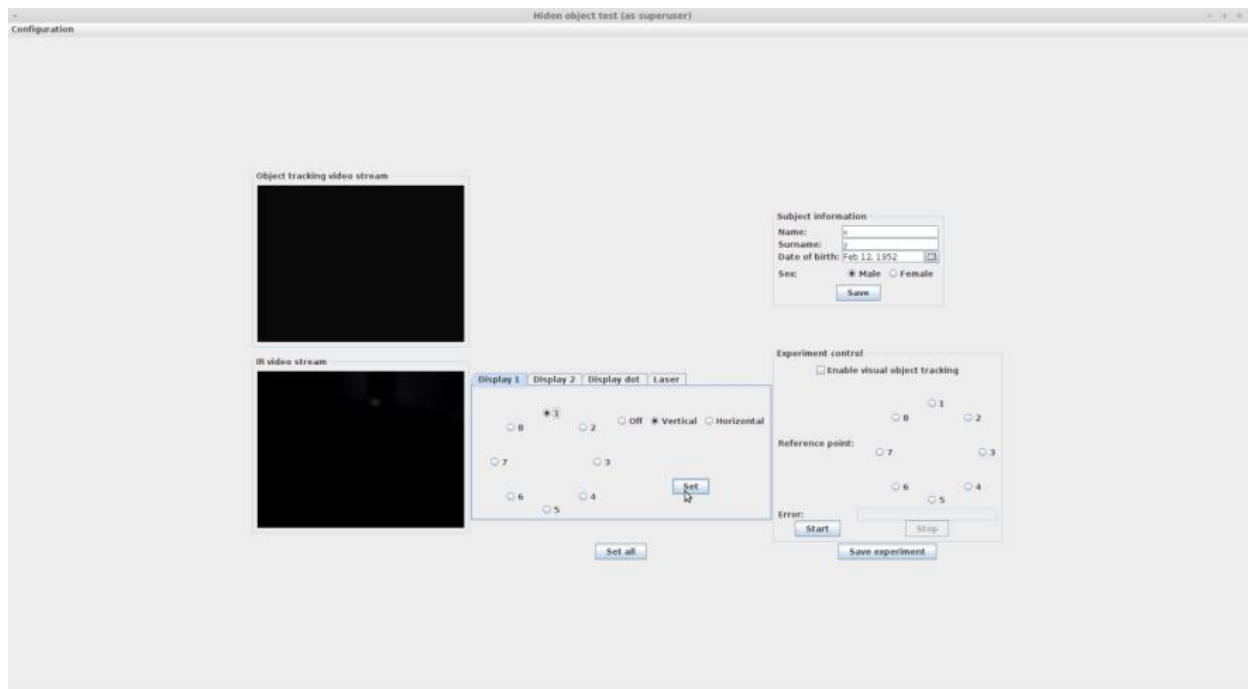 Hidon object test (as superuser)
Configuration
Object tracking video stream
Subject information
Name: x
Surname: y
Date of birth: Feb 12, 1952
Sex: Male Female
Save
IR video stream
Display 1 Display 2 Display dot Laser
1
8 2 Off Vertical Horizontal
7 3
Set
6 4
5
Set all
Experiment control
Enable visual object tracking
1
8 2
Reference point: 7 3
6 4
5
Error:
Start Stop
Save experiment